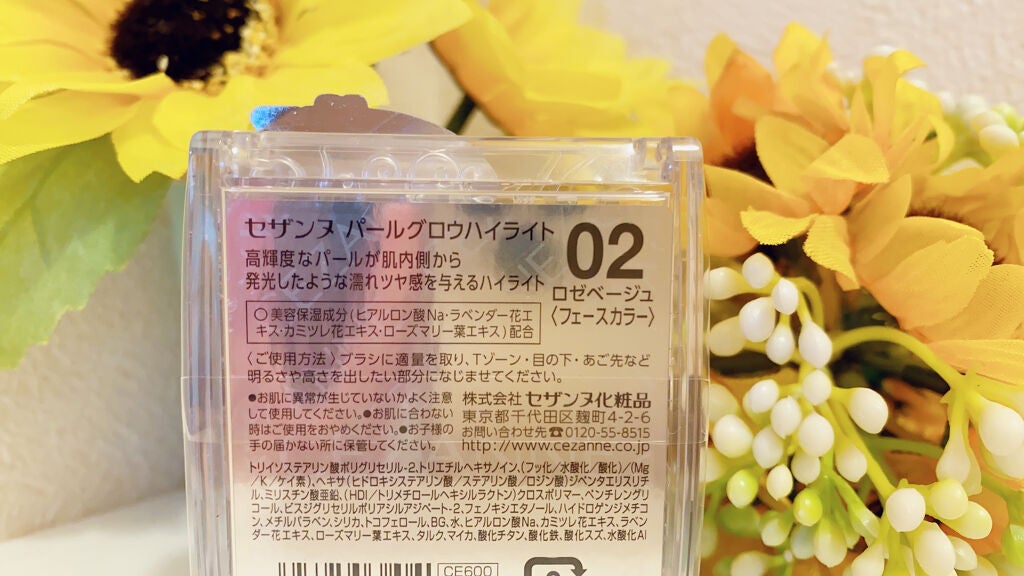 セザンヌ パールグロウハイライト
02
高輝度なパールが肌内側から
発光したような濡れツヤ感を与えるハイライト
ロゼベージュ
〈フェースカラー〉
○美容保湿成分(ヒアルロン酸Na・ラベンダー花エ
キス・カミツレ花エキス・ローズマリー葉エキス)配合
〈ご使用方法〉ブラシに適量を取り、Tゾーン・目の下・あご先など
明るさや高さを出したい部分になじませてください。
●お肌に異常が生じていないかよく注意
して使用してください。●お肌に合わない
時はご使用をおやめください。●お子様の
手の届かない所に保管してください。
株式会社 セザンヌ化粧品
東京都千代田区麹町4-2-6
お問い合わせ先☎0120-55-8515
http://www.cezanne.co.jp
トリイソステアリン酸ポリグリセリル-2、トリエチルヘキサノイン、(フッ化/水酸化/酸化)/(Mg
/K/ケイ素)、ヘキサ(ヒドロキシステアリン酸/ステアリン酸/ロジン酸)ジペンタエリスリチ
ル、ミリスチン酸亜鉛、(HDI/トリメチロールヘキシルラクトン)クロスポリマー、ペンチレングリ
コール、ビスジグリセリルポリアシルアジペート-2、フェノキシエタノール、ハイドロゲンジメチコ
ン、メチルパラベン、シリカ、トコフェロール、BG、水、ヒアルロン酸Na、カミツレ花エキス、ラベン
ダー花エキス、ローズマリー葉エキス、タルク、マイカ、酸化チタン、酸化鉄、酸化スズ、水酸化Al
CE600